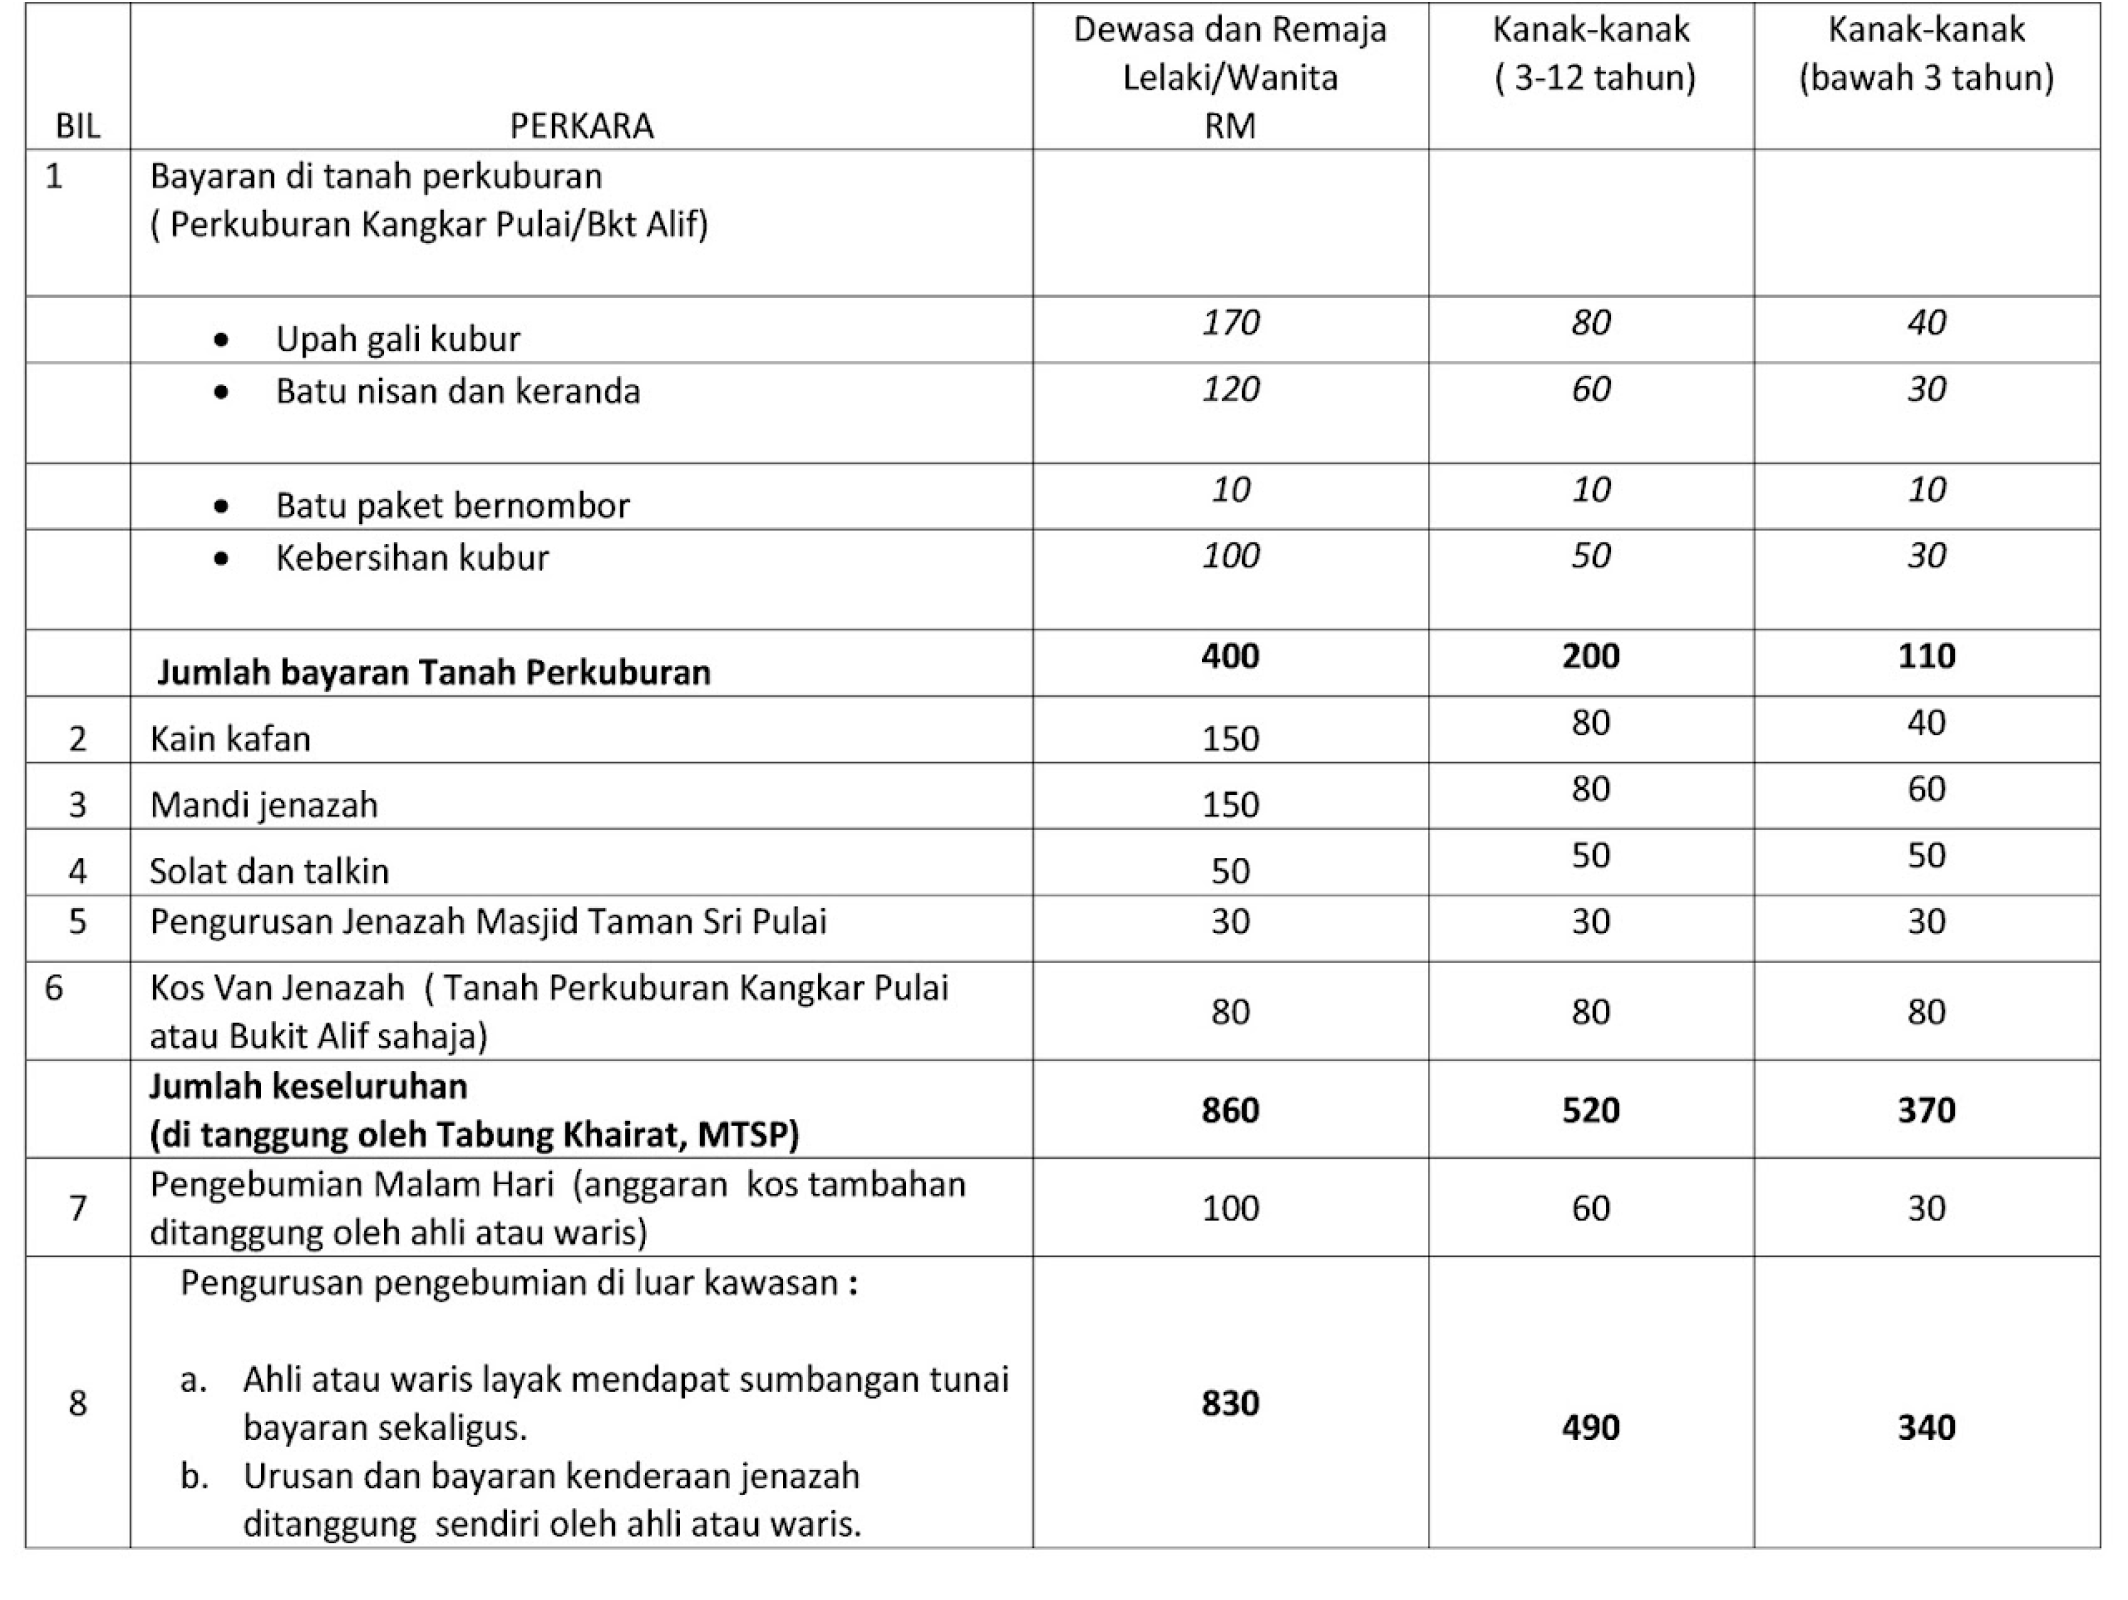 BIL PERKARA Dewasa dan Remaja Lelaki/Wanita RM Kanak-kanak ( 3-12 tahun) Kanak-kanak (bawah 3 tahun)
1 Bayaran di tanah perkuburan
( Perkuburan Kangkar Pulai/Bkt Alif)
• Upah gali kubur 170 80 40
• Batu nisan dan keranda 120 60 30
• Batu paket bernombor 10 10 10
• Kebersihan kubur 100 50 30
Jumlah bayaran Tanah Perkuburan 400 200 110
2 Kain kafan 150 80 40
3 Mandi jenazah 150 80 60
4 Solat dan talkin 50 50 50
5 Pengurusan Jenazah Masjid Taman Sri Pulai 30 30 30
6 Kos Van Jenazah ( Tanah Perkuburan Kangkar Pulai
atau Bukit Alif sahaja) 80 80 80
Jumlah keseluruhan
(di tanggung oleh Tabung Khairat, MTSP) 860 520 370
7 Pengebumian Malam Hari (anggaran kos tambahan
ditanggung oleh ahli atau waris) 100 60 30
8 Pengurusan pengebumian di luar kawasan :
a. Ahli atau waris layak mendapat sumbangan tunai
bayaran sekaligus.
b. Urusan dan bayaran kenderaan jenazah
ditanggung sendiri oleh ahli atau waris.
830 490 340